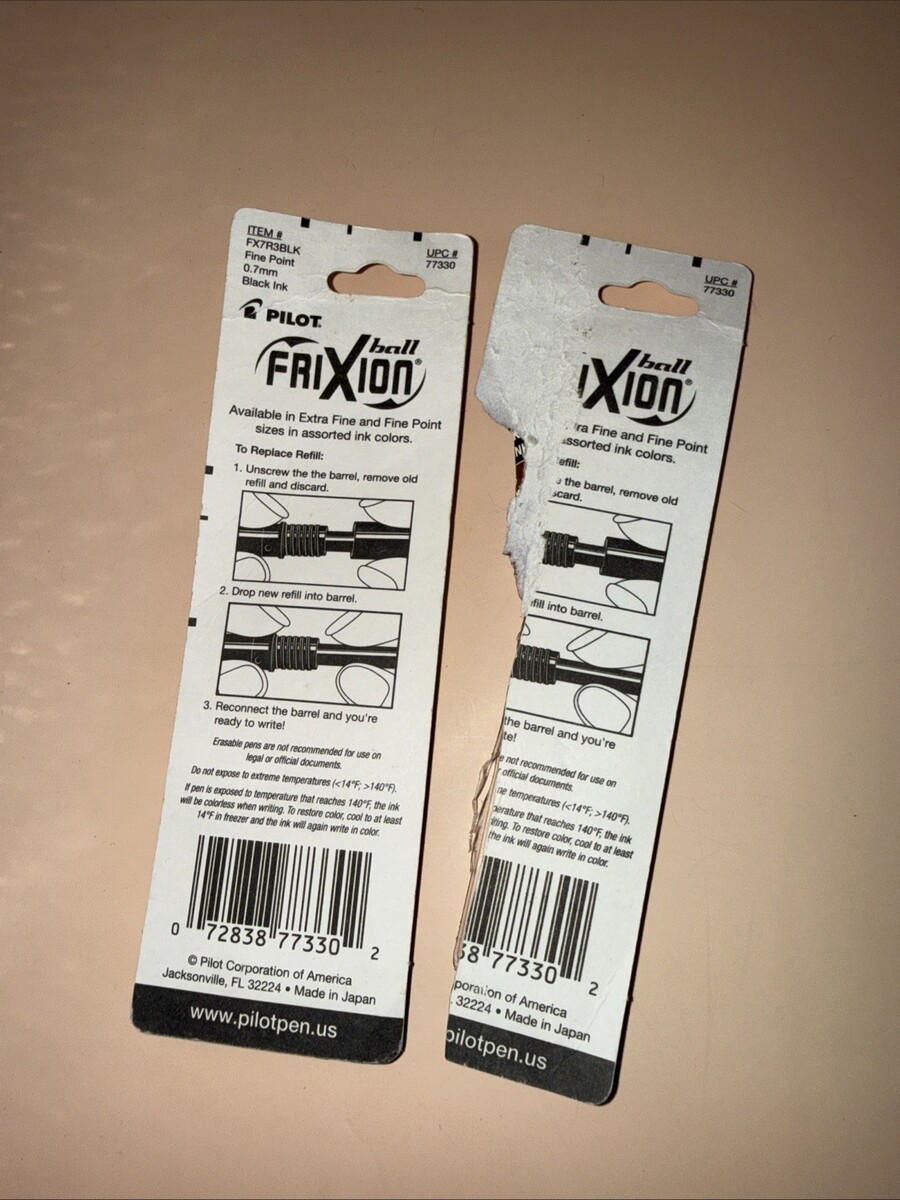 ITEM #
FX7R3BLK
Fine Point
0.7mm
Black Ink
UPC #
77330
PILOT®
FRIXION® ball
Available in Extra Fine and Fine Point
sizes in assorted ink colors.
To Replace Refill:
1. Unscrew the the barrel, remove old
refill and discard.
2. Drop new refill into barrel.
3. Reconnect the barrel and you're
ready to write!
Erasable pens are not recommended for use on
legal or official documents.
Do not expose to extreme temperatures (<14°F; >140°F).
If pen is exposed to temperature that reaches 140°F, the ink
will be colorless when writing. To restore color, cool to at least
14°F in freezer and the ink will again write in color.
0 72838 77330 2
© Pilot Corporation of America
Jacksonville, FL 32224 • Made in Japan
www.pilotpen.us
UPC #
77330
iXION® ball
tra Fine and Fine Point
assorted ink colors.
efill:
the barrel, remove old
scard.
fill into barrel.
the barrel and you're
te!
e not recommended for use on
r official documents.
me temperatures (<14°F; >140°F).
perature that reaches 140°F, the ink
iting. To restore color, cool to at least
the ink will again write in color.
38 77330 2
poration of America
32224 • Made in Japan
pilotpen.us